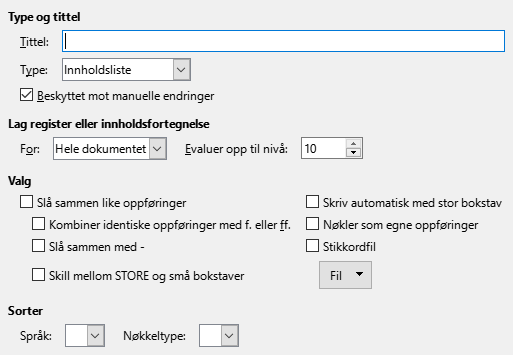 Type og tittel
Tittel:
Type: Innholdsliste
Beskyttet mot manuelle endringer
Lag register eller innholdsfortegnelse
For: Hele dokumentet Evaluer opp til nivå: 10
Valg
Slå sammen like oppføringer Skriv automatisk med stor bokstav
Kombiner identiske oppføringer med f. eller ff. Nøkler som egne oppføringer
Slå sammen med - Stikkordfil
Skill mellom STORE og små bokstaver Fil
Sorter
Språk: Nøkkeltype: